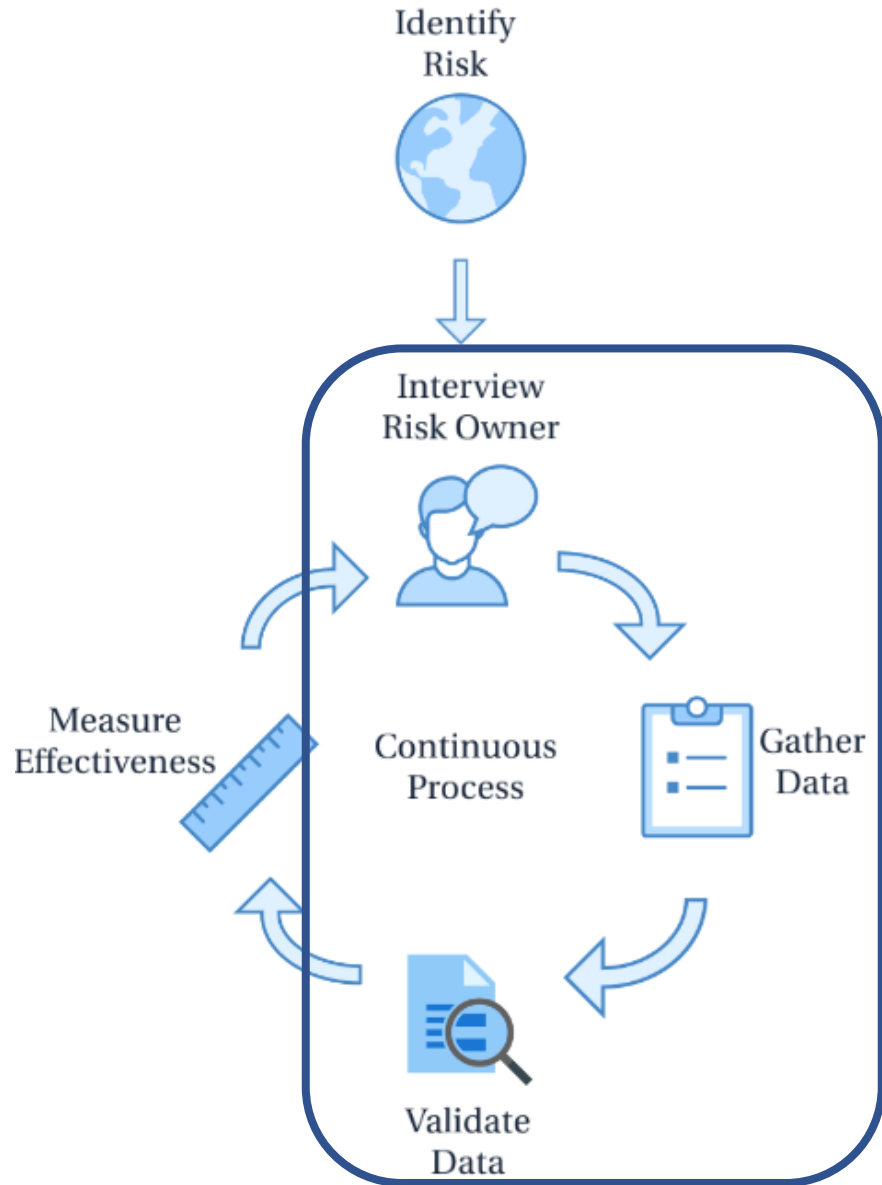 Identify
Risk
Interview
Risk Owner
Measure
Effectiveness
Continuous
Process
Gather
Data
Validate
Data